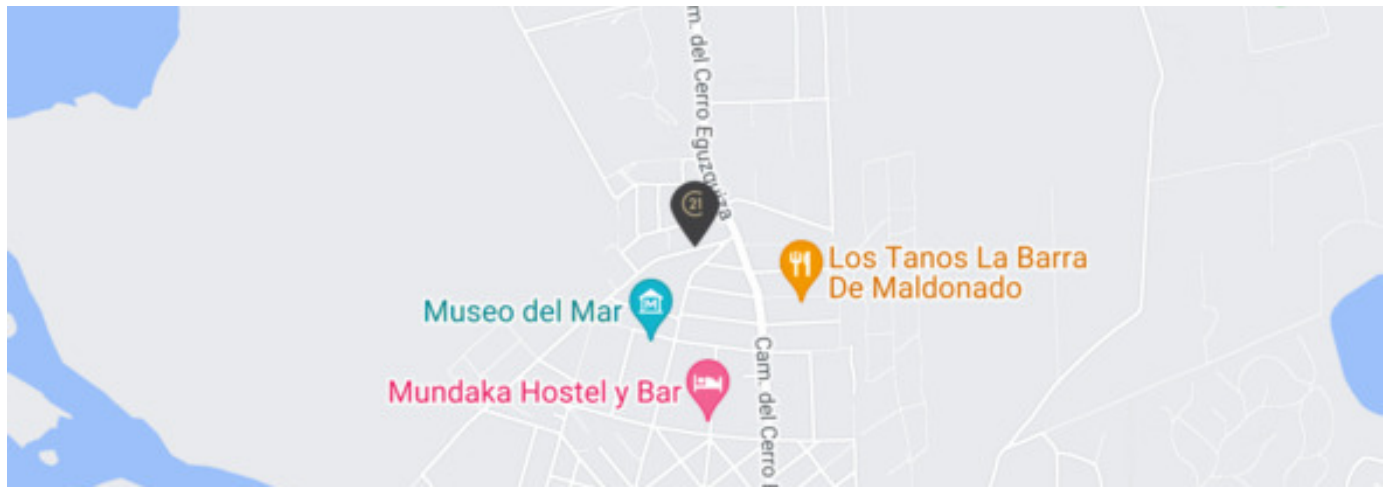 m. del Cerro Eguzquiza
21
Los Tanos La Barra
De Maldonado
Museo del Mar
M
Mundaka Hostel y Bar
Cam. del Cerro